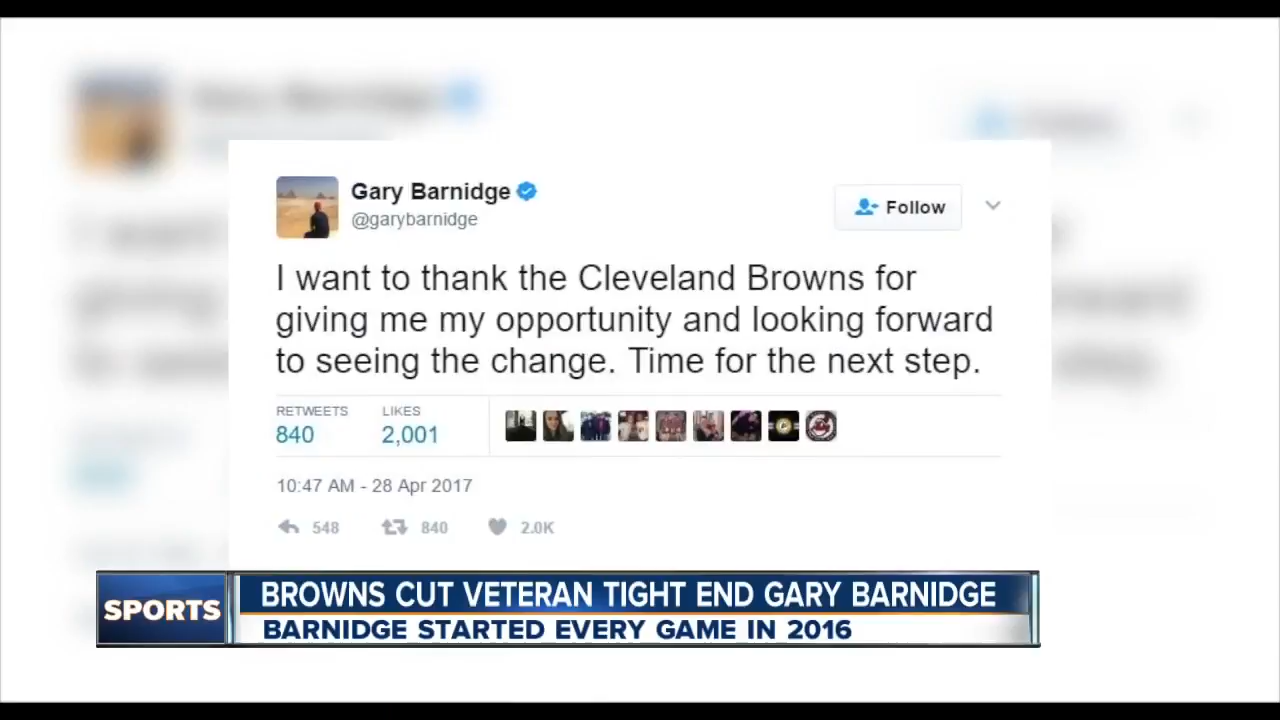 Gary Barnidge
@garybarnidge
Follow
I want to thank the Cleveland Browns for
giving me my opportunity and looking forward
to seeing the change. Time for the next step.
RETWEETS LIKES
840 2,001
10:47 AM - 28 Apr 2017
548 840 2.0K
SPORTS
BROWNS CUT VETERAN TIGHT END GARY BARNIDGE
BARNIDGE STARTED EVERY GAME IN 2016